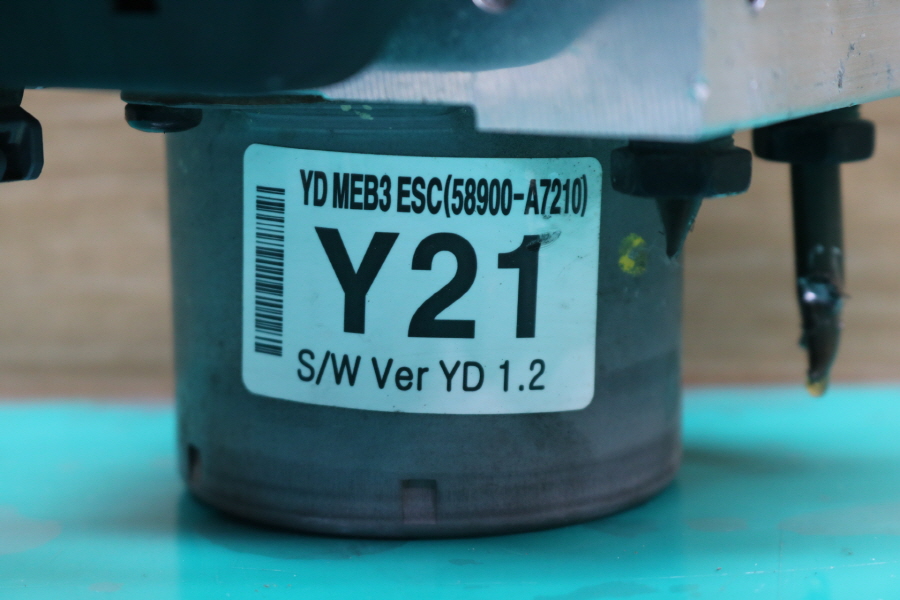 YD MEB3 ESC(58900-A7210)
Y21
S/W Ver YD 1.2